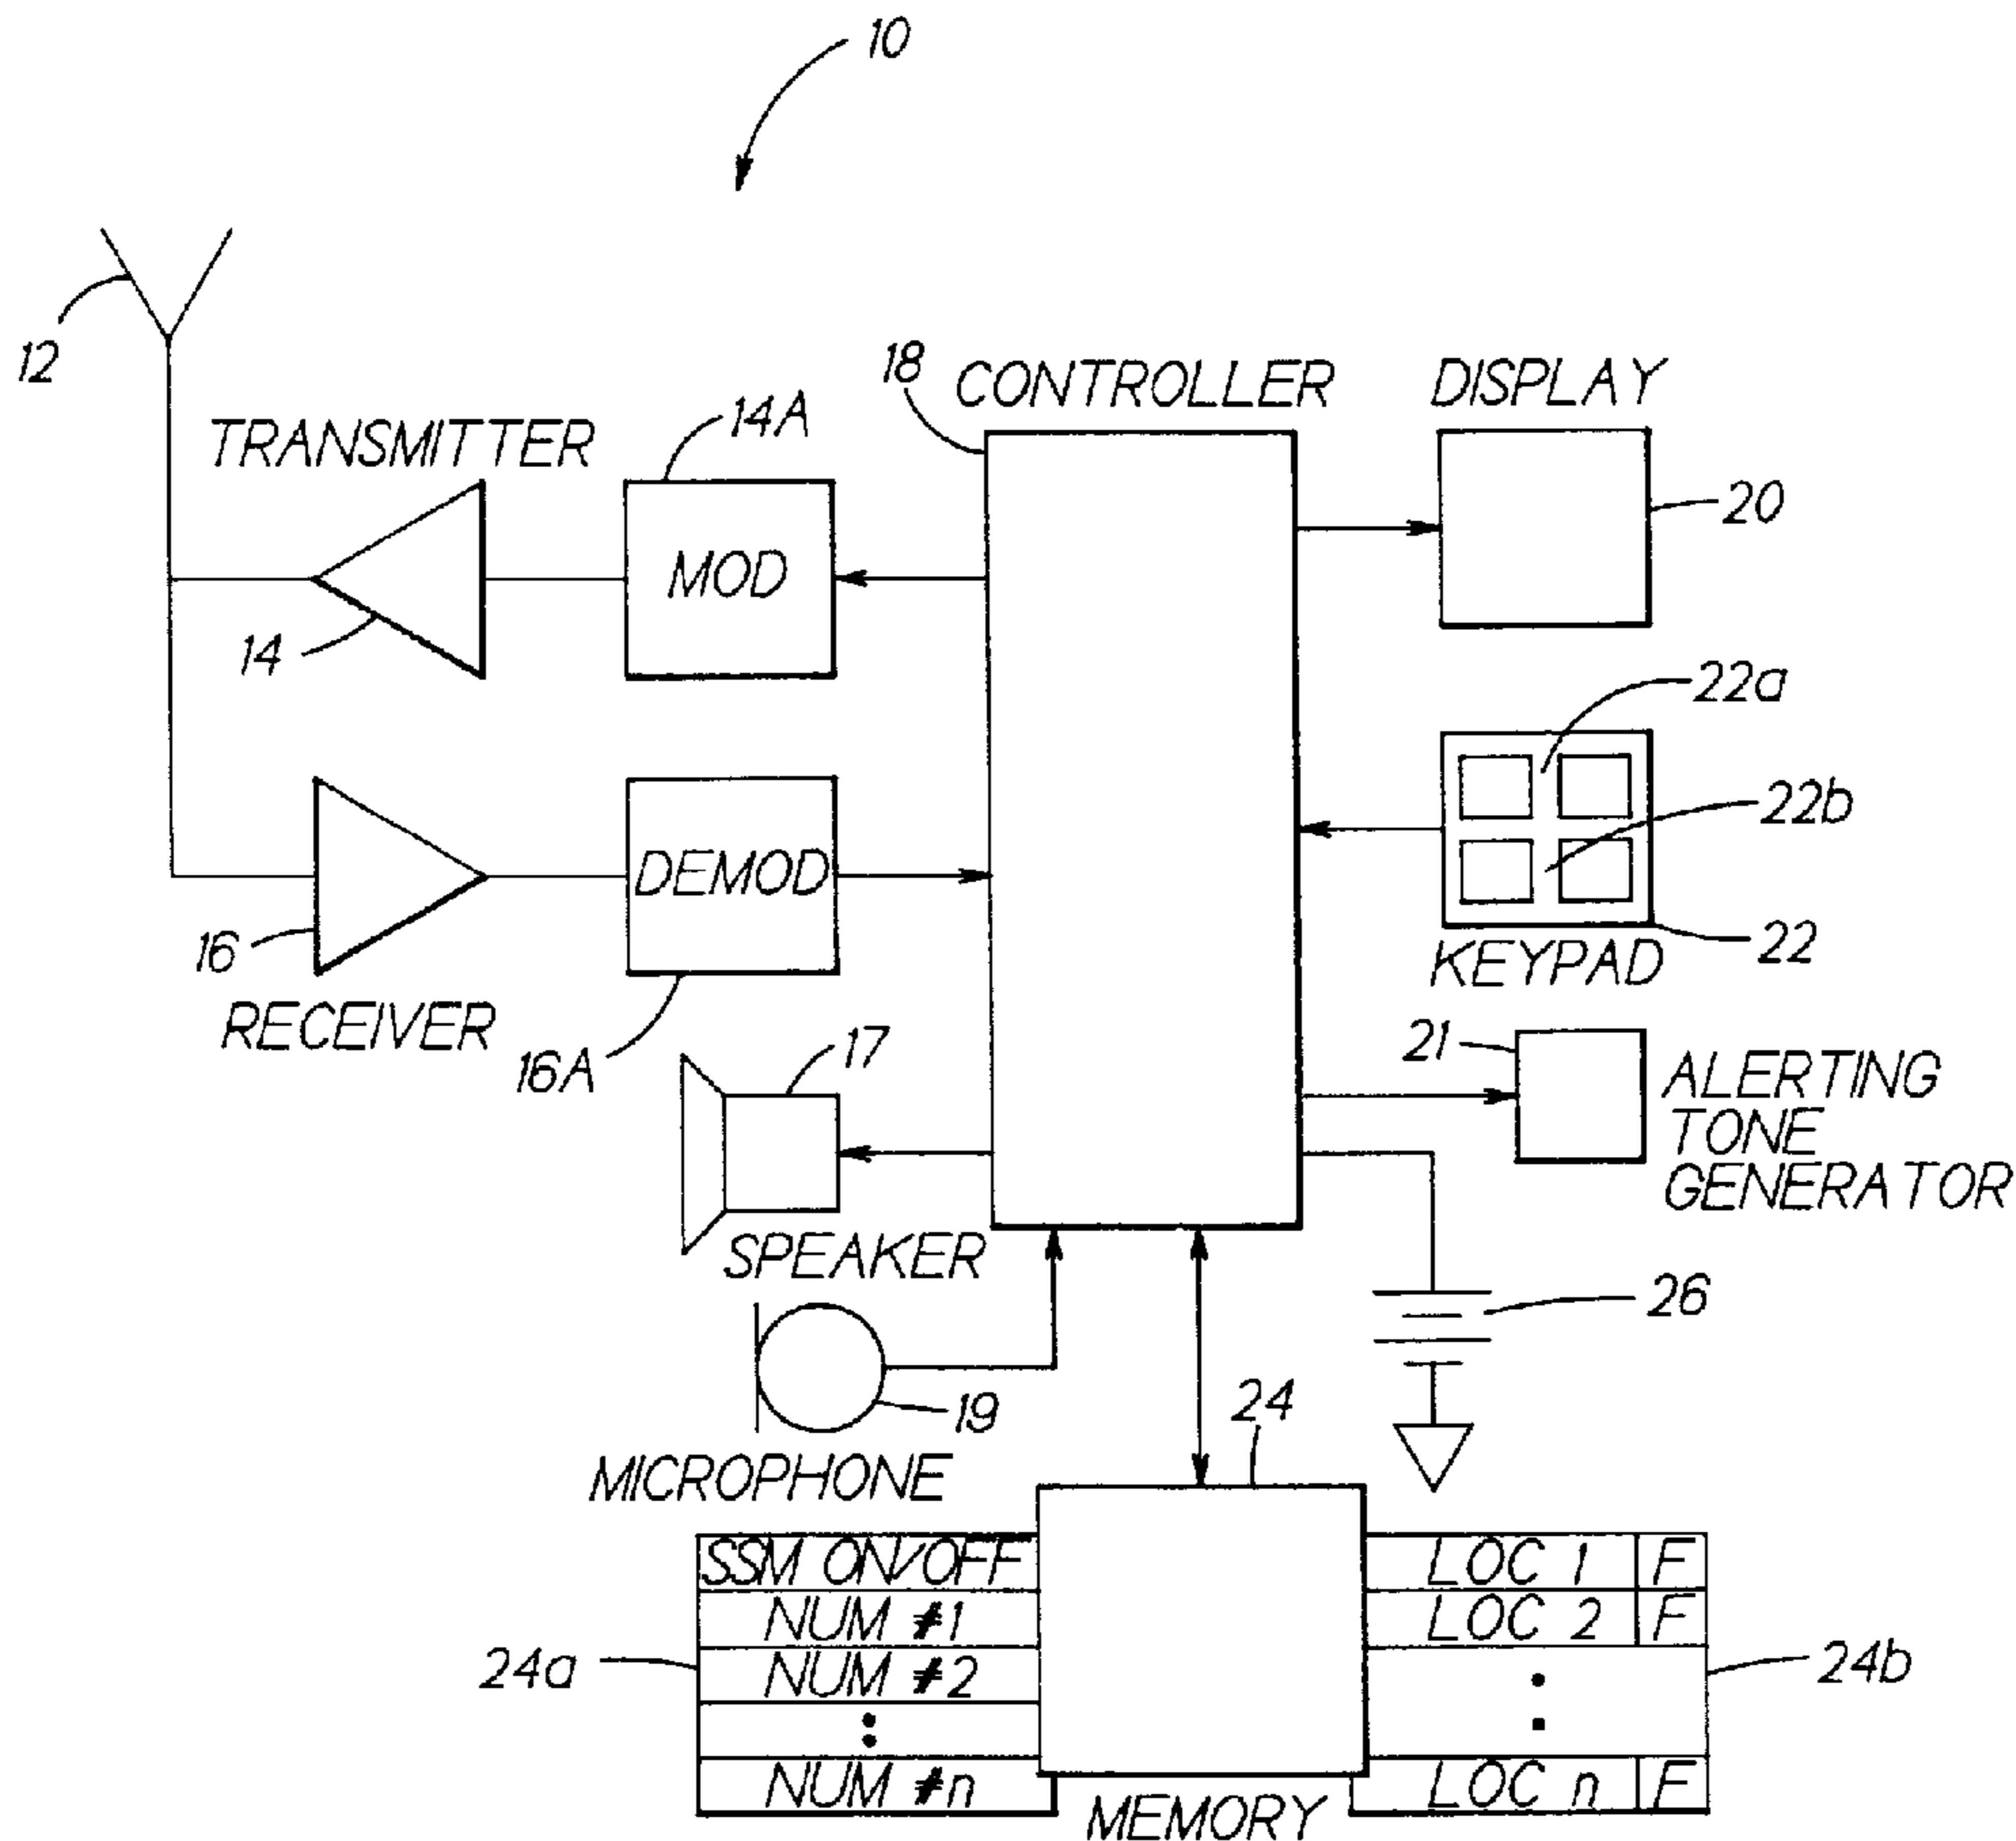 10
12
18 CONTROLLER
DISPLAY
14A
TRANSMITTER
20
MOD
14
22a
22b
DEMOD
16
22
KEYPAD
RECEIVER
16A
17
21
ALERTING
TONE
GENERATOR
SPEAKER
26
19
24
MICROPHONE
SSM ON/OFF
LOC 1 F
NUM #1
LOC 2 F
24a
NUM #2
24b
NUM #n
LOC n F
MEMORY